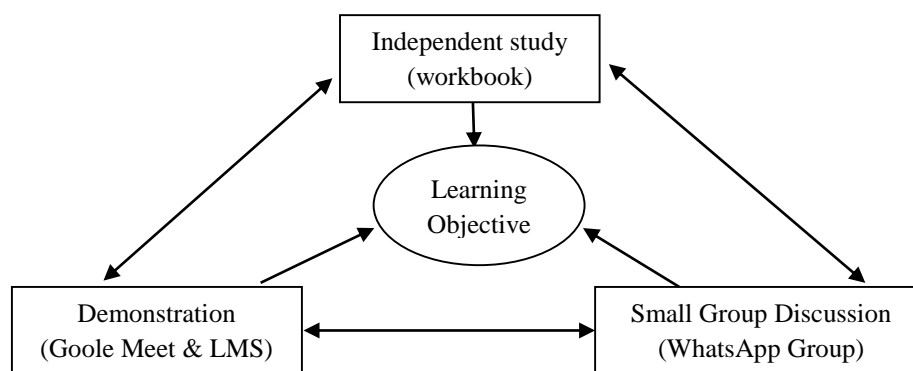 Independent study
(workbook)
Learning
Objective
Demonstration
(Goole Meet & LMS)
Small Group Discussion
(WhatsApp Group)